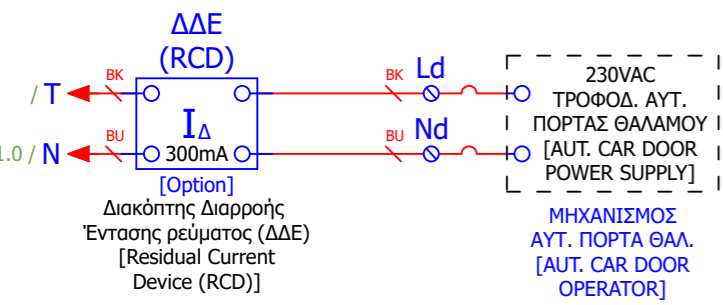 ΔΔΕ
(RCD)
BK
BK
Ld
/ T
230VAC
ΤΡΟΦΟΔ. ΑΥΤ.
ΠΟΡΤΑΣ ΘΑΛΑΜΟΥ
[AUT. CAR DOOR
POWER SUPPLY]
IΔ
300mA
BU
BU
Nd
1.0 / N
[Option]
Διακόπτης Διαρροής
Έντασης ρεύματος (ΔΔΕ)
[Residual Current
Device (RCD)]
ΜΗΧΑΝΙΣΜΟΣ
ΑΥΤ. ΠΟΡΤΑ ΘΑΛ.
[AUT. CAR DOOR
OPERATOR]